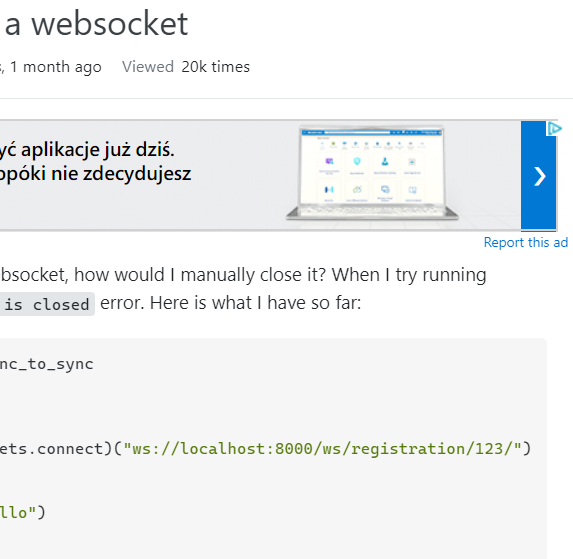 a websocket
, 1 month ago Viewed 20k times
yć aplikacje już dziś.
opóki nie zdecydujesz
Report this ad
bsocket, how would I manually close it? When I try running
is closed error. Here is what I have so far:
nc_to_sync
ets.connect)("ws://localhost:8000/ws/registration/123/")
llo")